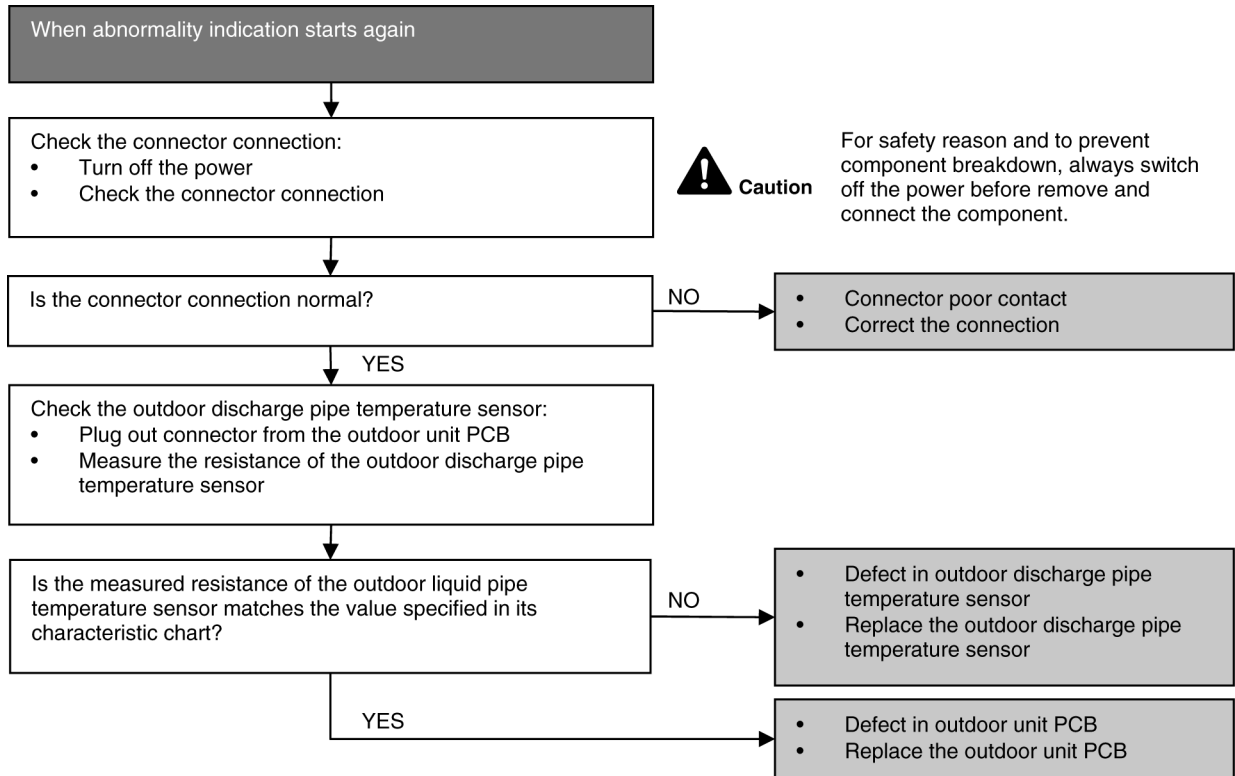 When abnormality indication starts again
Check the connector connection:
• Turn off the power
• Check the connector connection
Caution
For safety reason and to prevent
component breakdown, always switch
off the power before remove and
connect the component.
Is the connector connection normal?
NO
• Connector poor contact
• Correct the connection
YES
Check the outdoor discharge pipe temperature sensor:
• Plug out connector from the outdoor unit PCB
• Measure the resistance of the outdoor discharge pipe
temperature sensor
Is the measured resistance of the outdoor liquid pipe
temperature sensor matches the value specified in its
characteristic chart?
NO
• Defect in outdoor discharge pipe
temperature sensor
• Replace the outdoor discharge pipe
temperature sensor
YES
• Defect in outdoor unit PCB
• Replace the outdoor unit PCB